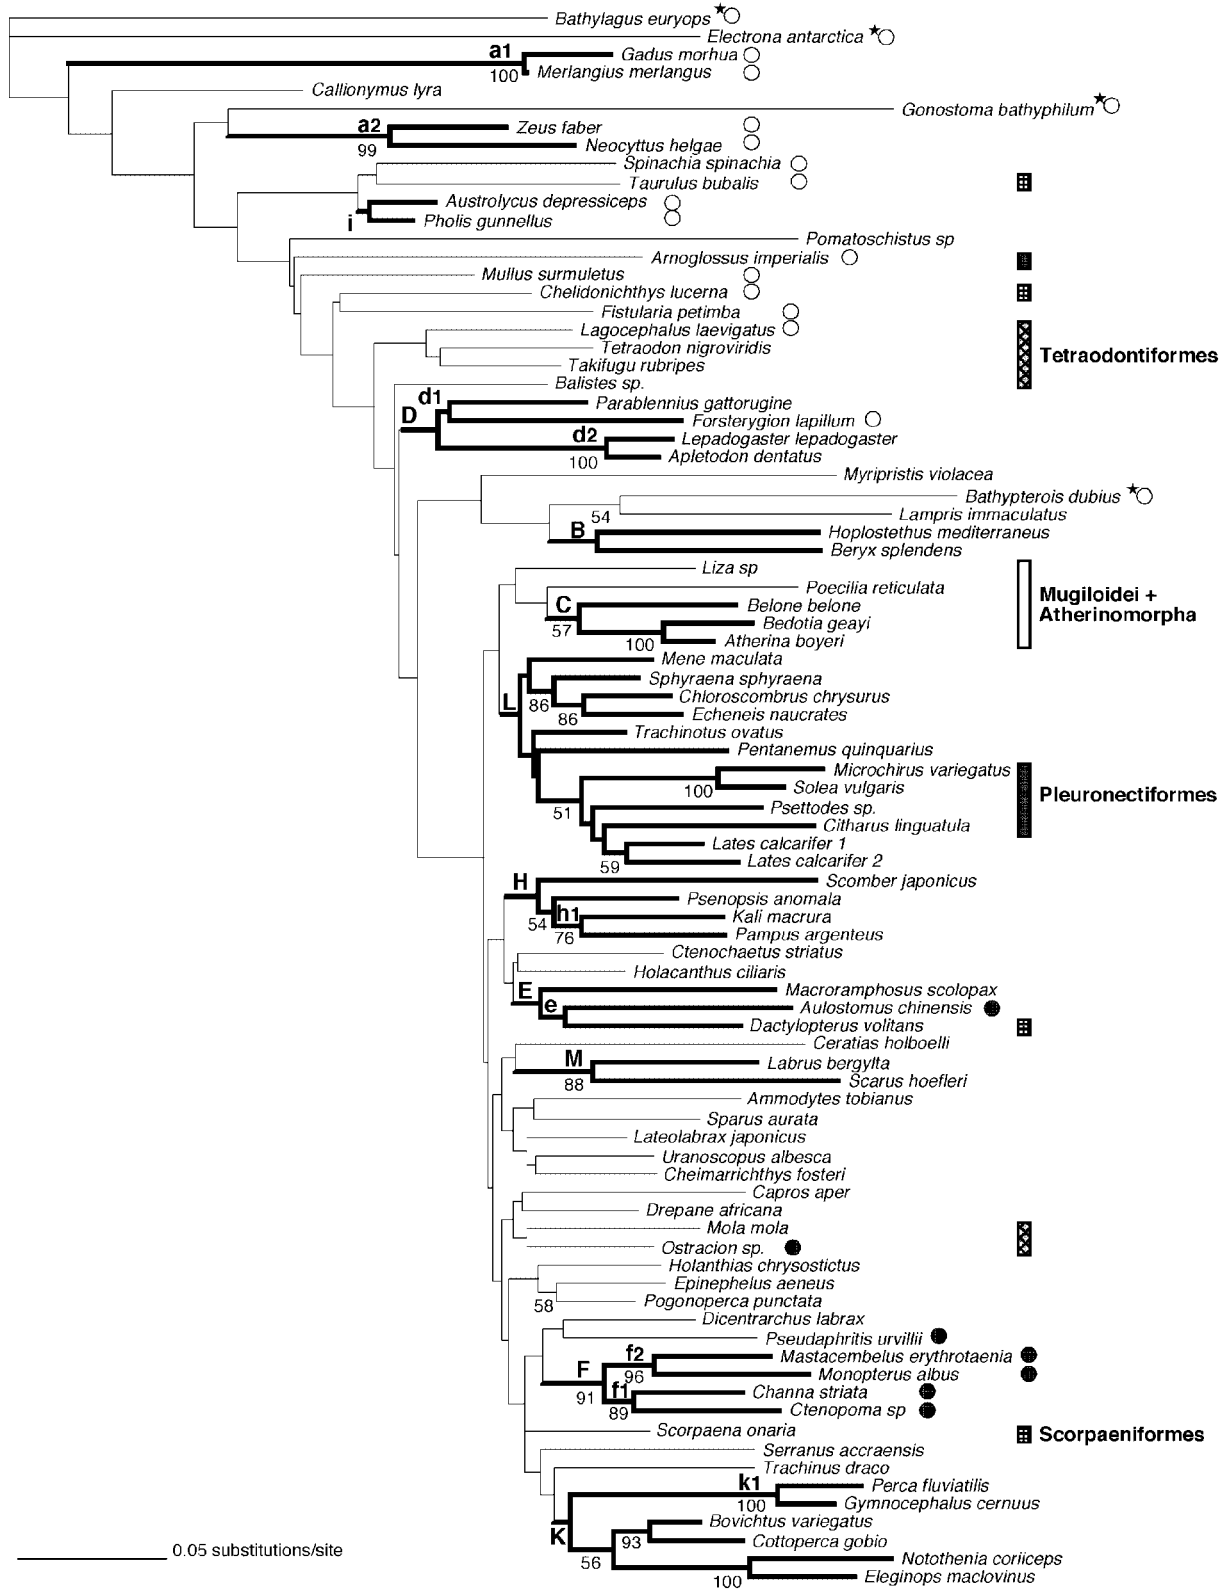 Bathylagus euryops
Electrona antarctica
a1
Gadus morhua
100
Merlangius merlangus
Callionymus lyra
Gonostoma bathyphilum
a2
Zeus faber
99
Neocyttus helgae
Spinachia spinachia
Taurulus bubalis
Austrolycus depressiceps
i
Pholis gunnellus
Pomatoschistus sp
Arnoglossus imperialis
Mullus surmuletus
Chelidonichthys lucerna
Fistularia petimba
Lagocephalus laevigatus
Tetraodon nigroviridis
Tetraodontiformes
Takifugu rubripes
Balistes sp.
d1
Parablennius gattorugine
D
Forsterygion lapillum
d2
Lepadogaster lepadogaster
100
Apletodon dentatus
Myripristis violacea
Bathypterois dubius
54
Lampris immaculatus
B
Hoplostethus mediterraneus
Beryx splendens
Liza sp
Poecilia reticulata
Mugiloidei +
Atherinomorpha
C
Belone belone
57
Bedotia geayi
100
Atherina boyeri
Mene maculata
Sphyraena sphyraena
L
86
Chloroscombrus chrysurus
86
Echeneis naucrates
Trachinotus ovatus
Pentanemus quinquarius
Microchirus variegatus
100
Solea vulgaris
Pleuronectiformes
51
Psettodes sp.
Citharus linguatula
Lates calcarifer 1
59
Lates calcarifer 2
H
Scomber japonicus
Psenopsis anomala
54
h1
Kali macrura
76
Pampus argenteus
Ctenochaetus striatus
Holacanthus ciliaris
E
Macroramphosus scolopax
e
Aulostomus chinensis
Dactylopterus volitans
Ceratias holboelli
M
Labrus bergylta
88
Scarus hoefleri
Ammodytes tobianus
Sparus aurata
Lateolabrax japonicus
Uranoscopus albesca
Cheimarrichthys fosteri
Capros aper
Drepane africana
Mola mola
Ostracion sp.
Holanthias chrysostictus
Epinephelus aeneus
58
Pogonoperca punctata
Dicentrarchus labrax
Pseudaphritis urvillii
f2
Mastacembelus erythrotaenia
F
96
Monopterus albus
91
f1
Channa striata
89
Ctenopoma sp
Scorpaena onaria
Scorpaeniformes
Serranus accraensis
Trachinus draco
k1
Perca fluviatilis
100
Gymnocephalus cernuus
K
Bovichtus variegatus
93
Cottoperca gobio
0.05 substitutions/site
56
Notothenia coriiceps
100
Eleginops maclovinus